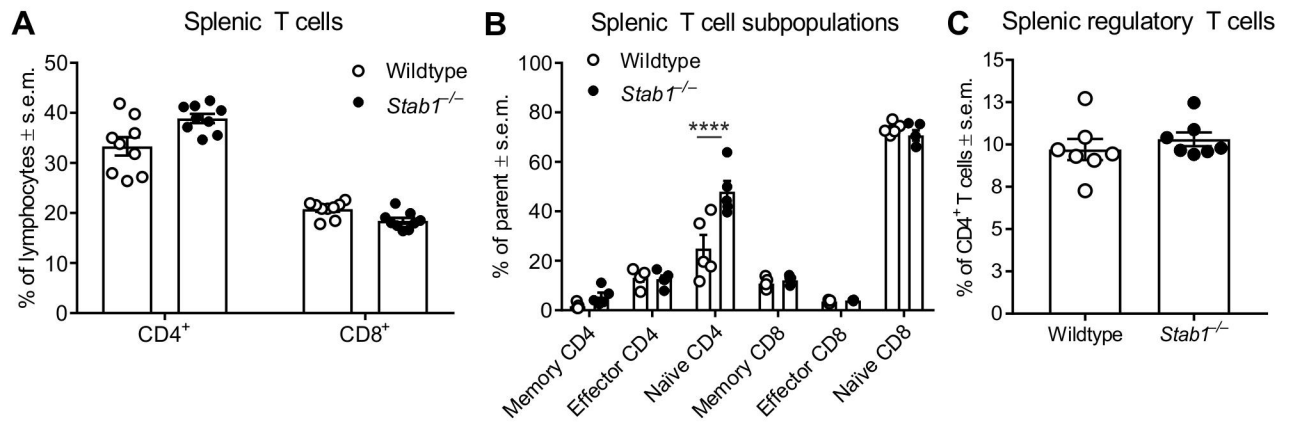 A
Splenic T cells
% of lymphocytes ± s.e.m.
50
40
30
20
10
0
Wildtype
Stab1⁻/⁻
CD4⁺
CD8⁺
B
Splenic T cell subpopulations
% of parent ± s.e.m.
100
80
60
40
20
0
Wildtype
Stab1⁻/⁻
****
Memory CD4
Effector CD4
Naïve CD4
Memory CD8
Effector CD8
Naïve CD8
C
Splenic regulatory T cells
% of CD4⁺ T cells ± s.e.m.
15
13
10
8
5
3
0
Wildtype
Stab1⁻/⁻